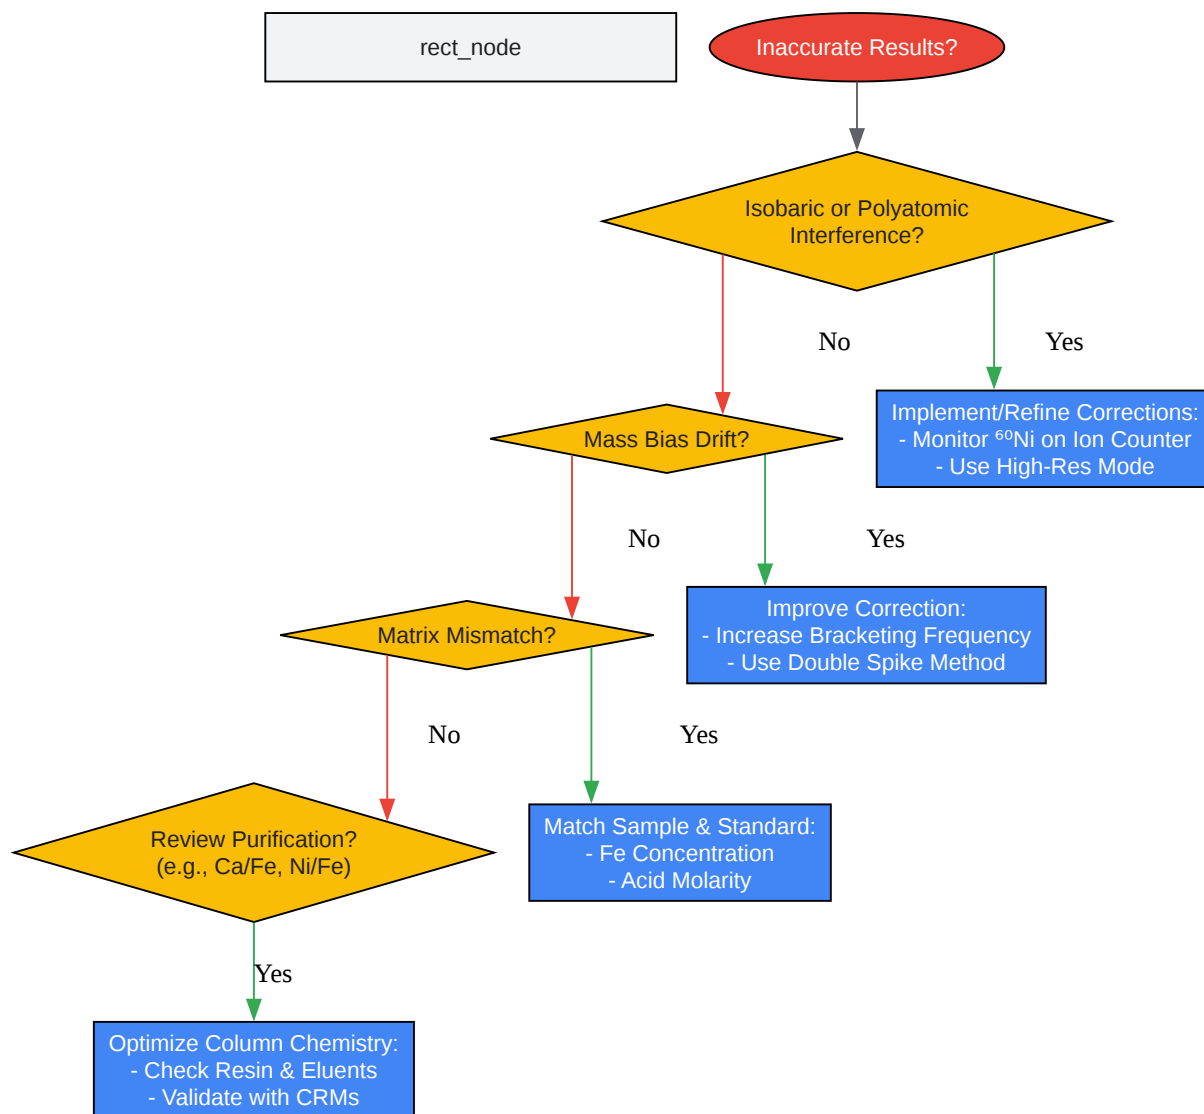 rect_node
Inaccurate Results?
Isobaric or Polyatomic
Interference?
No
Yes
Implement/Refine Corrections:
- Monitor ⁶⁰Ni on Ion Counter
- Use High-Res Mode
Mass Bias Drift?
No
Yes
Improve Correction:
- Increase Bracketing Frequency
- Use Double Spike Method
Matrix Mismatch?
No
Yes
Match Sample & Standard:
- Fe Concentration
- Acid Molarity
Review Purification?
(e.g., Ca/Fe, Ni/Fe)
Yes
Optimize Column Chemistry:
- Check Resin & Eluents
- Validate with CRMs